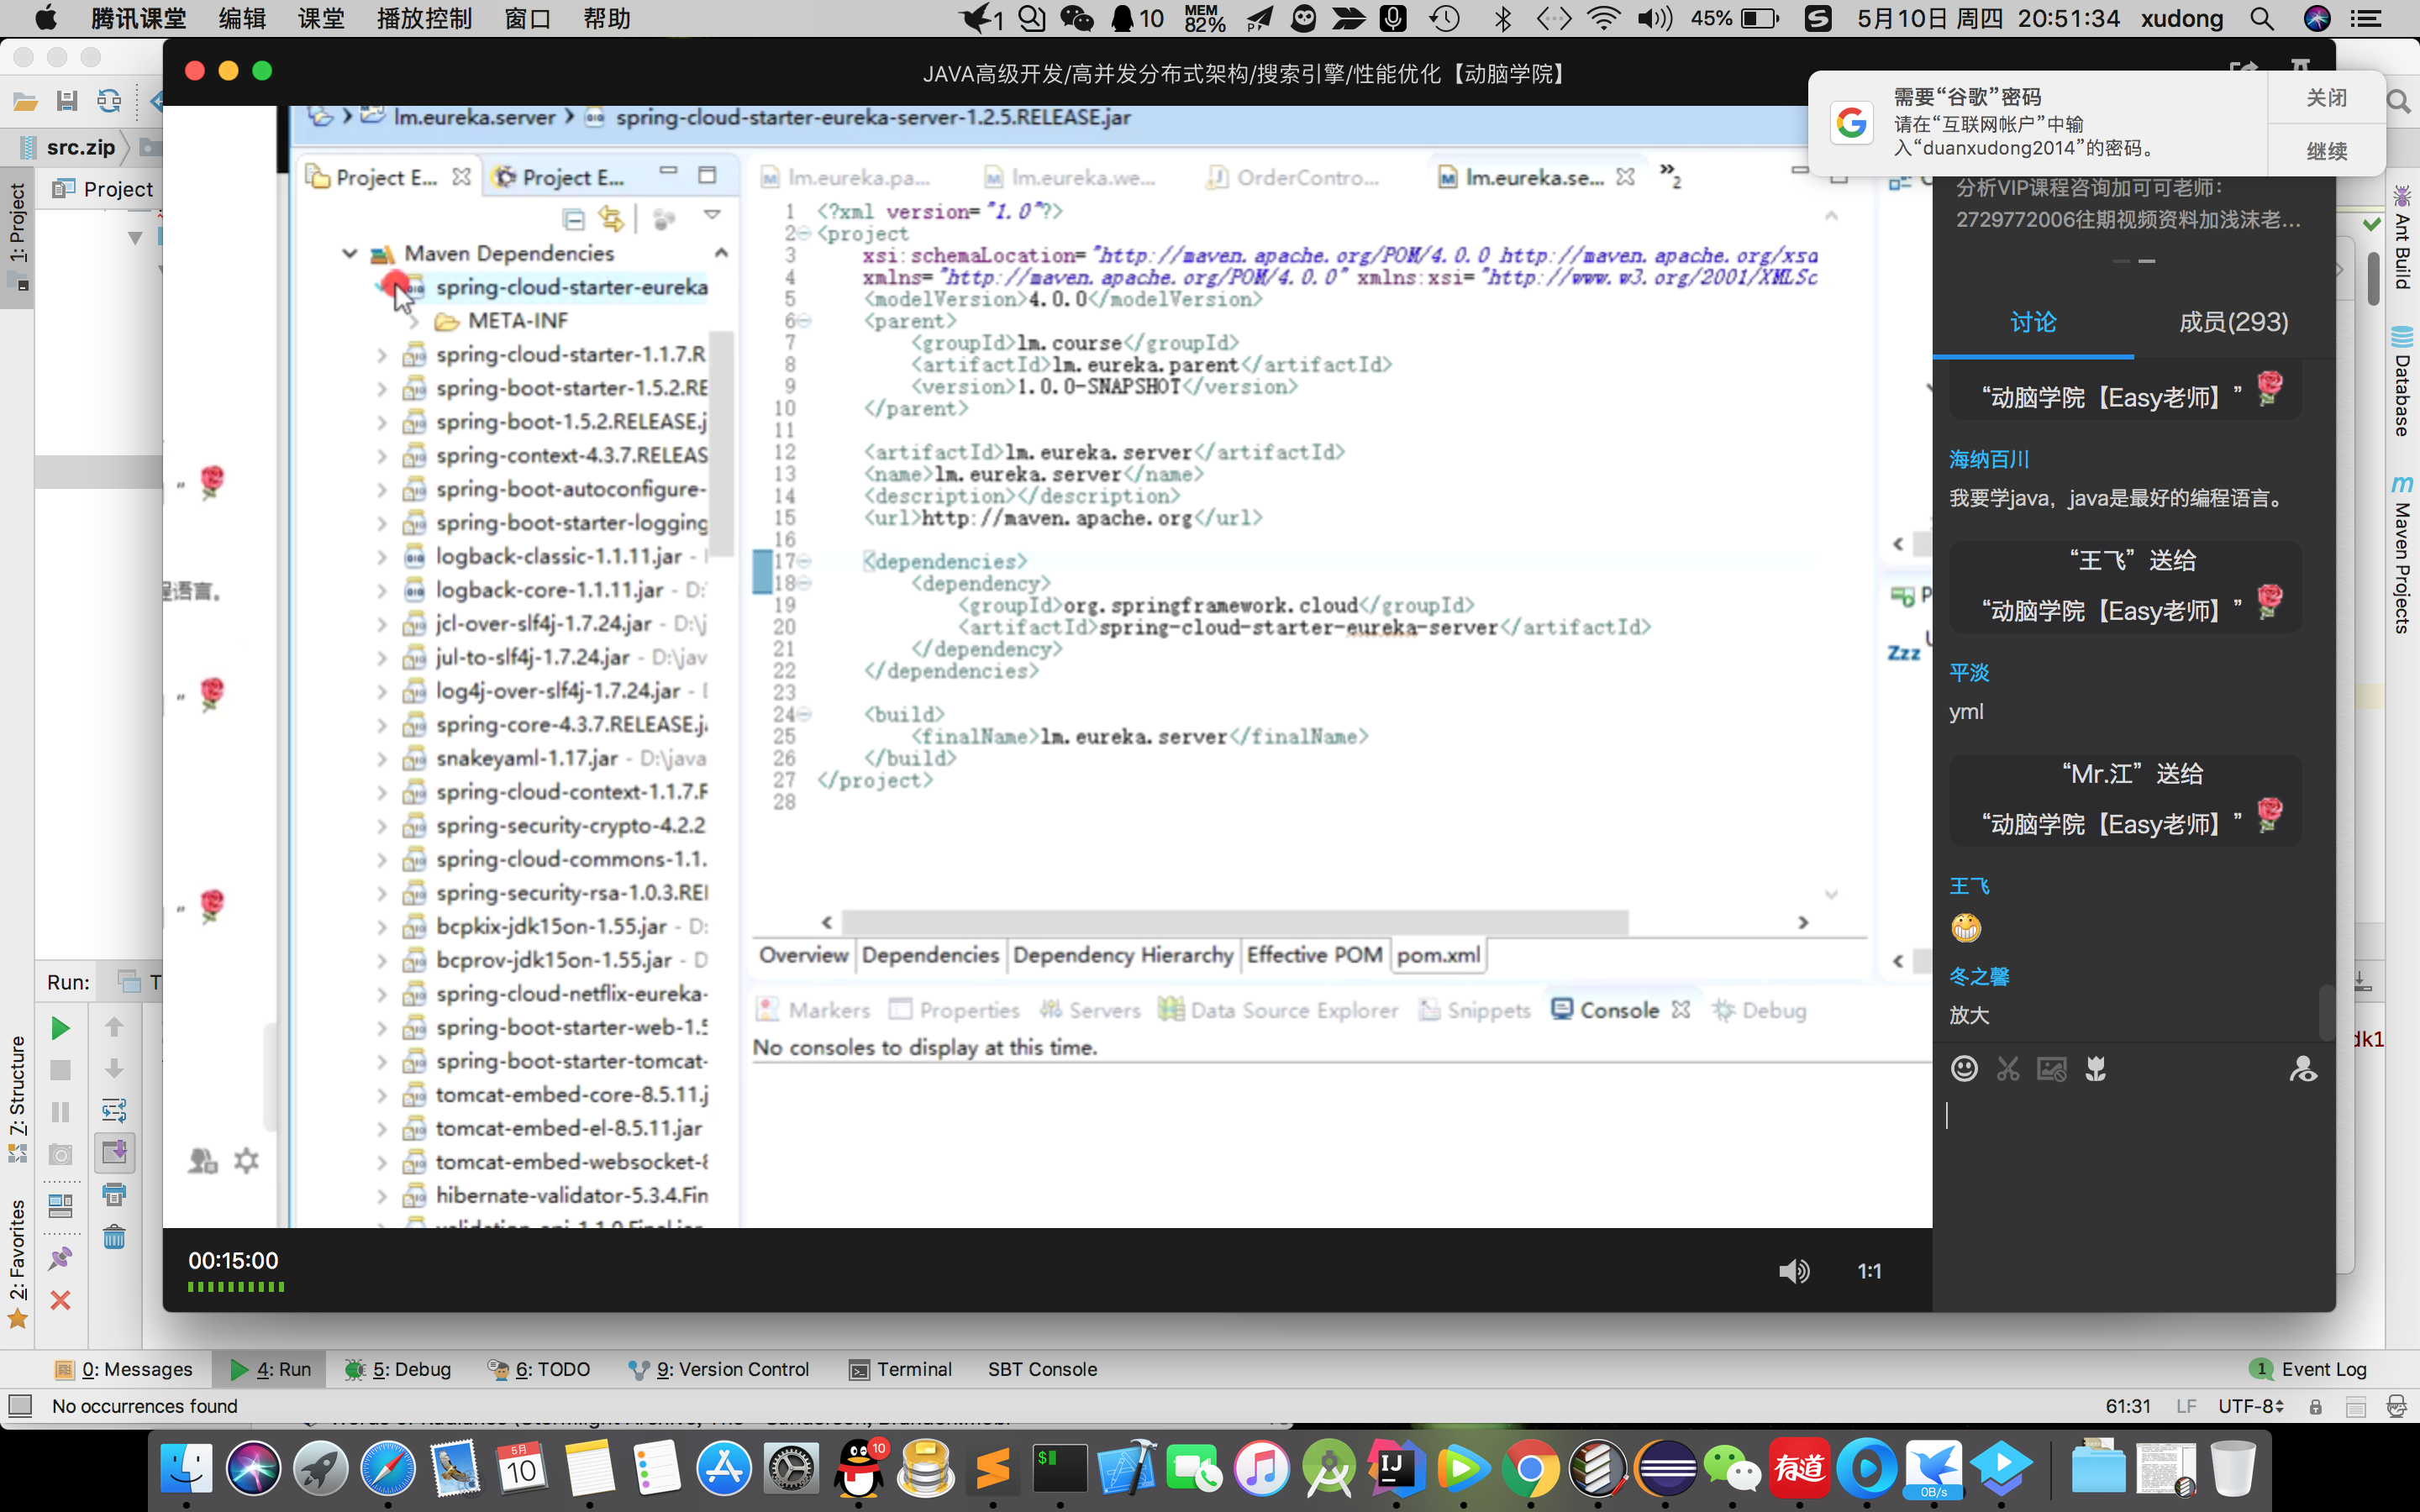 腾讯课堂 编辑 课堂 播放控制 窗口 帮助
1 10 MEM 82% 45% 5月10日 周四 20:51:34 xudong
JAVA高级开发/高并发分布式架构/搜索引擎/性能优化【动脑学院】
需要“谷歌”密码
请在“互联网帐户”中输
入“duanxudong2014”的密码。
关闭
继续
src.zip
Project
1: Project
7: Structure
2: Favorites
Ant Build
Database
Maven Projects
lm.eureka.server > spring-cloud-starter-eureka-server-1.2.5.RELEASE.jar
Project E...
Project E...
lm.eureka.pa...
lm.eureka.we...
OrderContro...
lm.eureka.se...
»2
Maven Dependencies
spring-cloud-starter-eureka
META-INF
spring-cloud-starter-1.1.7.R
spring-boot-starter-1.5.2.RE
spring-boot-1.5.2.RELEASE.j
spring-context-4.3.7.RELEAS
spring-boot-autoconfigure-
spring-boot-starter-logging
logback-classic-1.1.11.jar -
logback-core-1.1.11.jar - D:
jcl-over-slf4j-1.7.24.jar - D:\j
jul-to-slf4j-1.7.24.jar - D:\jav
log4j-over-slf4j-1.7.24.jar -
spring-core-4.3.7.RELEASE.j
snakeyaml-1.17.jar - D:\java
spring-cloud-context-1.1.7.F
spring-security-crypto-4.2.2
spring-cloud-commons-1.1.
spring-security-rsa-1.0.3.REI
bcpkix-jdk15on-1.55.jar - D:
bcprov-jdk15on-1.55.jar - D
spring-cloud-netflix-eureka-
spring-boot-starter-web-1.5
spring-boot-starter-tomcat-
tomcat-embed-core-8.5.11.j
tomcat-embed-el-8.5.11.jar
tomcat-embed-websocket-8
hibernate-validator-5.3.4.Fin
validation-api-1.1.0.Final.jar
1 <?xml version="1.0"?>
2 <project
3 xsi:schemaLocation="http://maven.apache.org/POM/4.0.0 http://maven.apache.org/xsd
4 xmlns="http://maven.apache.org/POM/4.0.0" xmlns:xsi="http://www.w3.org/2001/XMLSc
5 <modelVersion>4.0.0</modelVersion>
6 <parent>
7 <groupId>lm.course</groupId>
8 <artifactId>lm.eureka.parent</artifactId>
9 <version>1.0.0-SNAPSHOT</version>
10 </parent>
11
12 <artifactId>lm.eureka.server</artifactId>
13 <name>lm.eureka.server</name>
14 <description></description>
15 <url>http://maven.apache.org</url>
16
17 <dependencies>
18 <dependency>
19 <groupId>org.springframework.cloud</groupId>
20 <artifactId>spring-cloud-starter-eureka-server</artifactId>
21 </dependency>
22 </dependencies>
23
24 <build>
25 <finalName>lm.eureka.server</finalName>
26 </build>
27 </project>
28
Overview Dependencies Dependency Hierarchy Effective POM pom.xml
Markers Properties Servers Data Source Explorer Snippets Console Debug
No consoles to display at this time.
程语言。
Zzz
分析VIP课程咨询加可可老师：
2729772006往期视频资料加浅沫老...
讨论 成员(293)
“动脑学院【Easy老师】”
海纳百川
我要学java，java是最好的编程语言。
“王飞” 送给
“动脑学院【Easy老师】”
平淡
yml
“Mr.江” 送给
“动脑学院【Easy老师】”
王飞
冬之馨
放大
00:15:00
1:1
Run: T
dk1
0: Messages 4: Run 5: Debug 6: TODO 9: Version Control Terminal SBT Console 1 Event Log
No occurrences found 61:31 LF UTF-8
5月
10
10
$
IJ
有道
0B/s